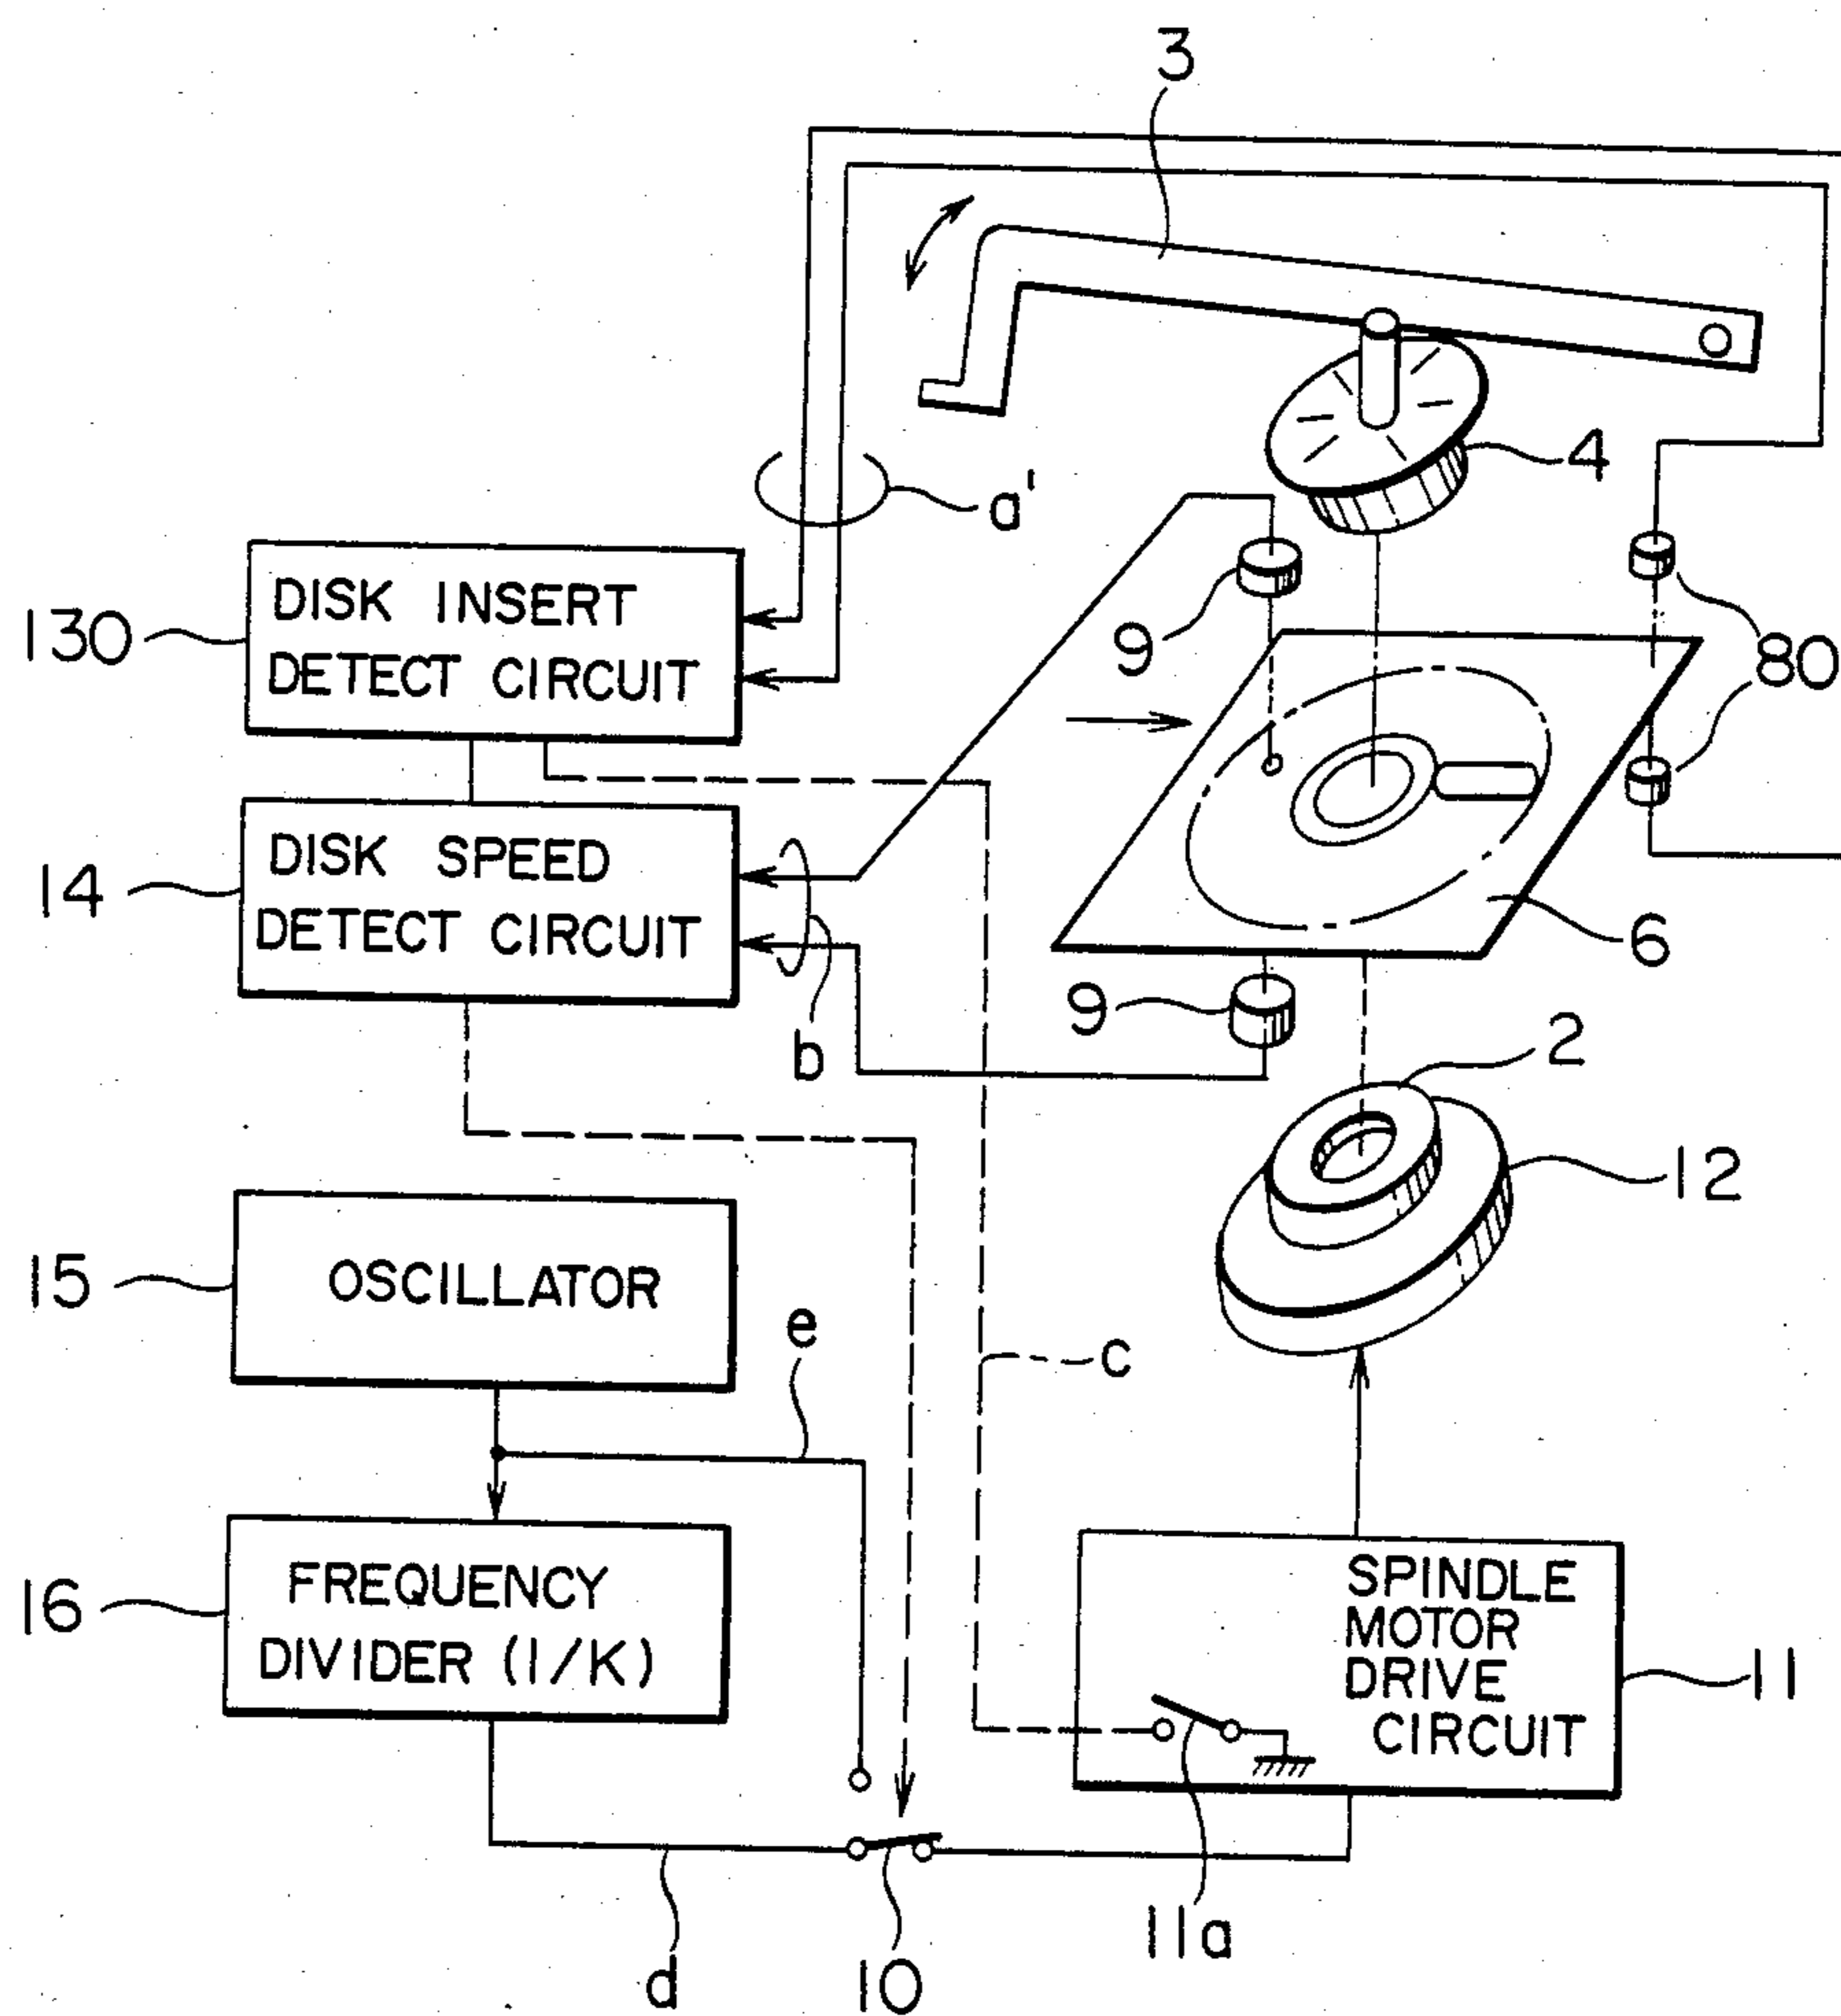 3
4
a'
DISK INSERT
DETECT CIRCUIT
130
9
80
DISK SPEED
DETECT CIRCUIT
14
6
9
b
2
12
OSCILLATOR
15
e
c
FREQUENCY
DIVIDER (1/K)
16
SPINDLE
MOTOR
DRIVE
CIRCUIT
11
11a
d
10